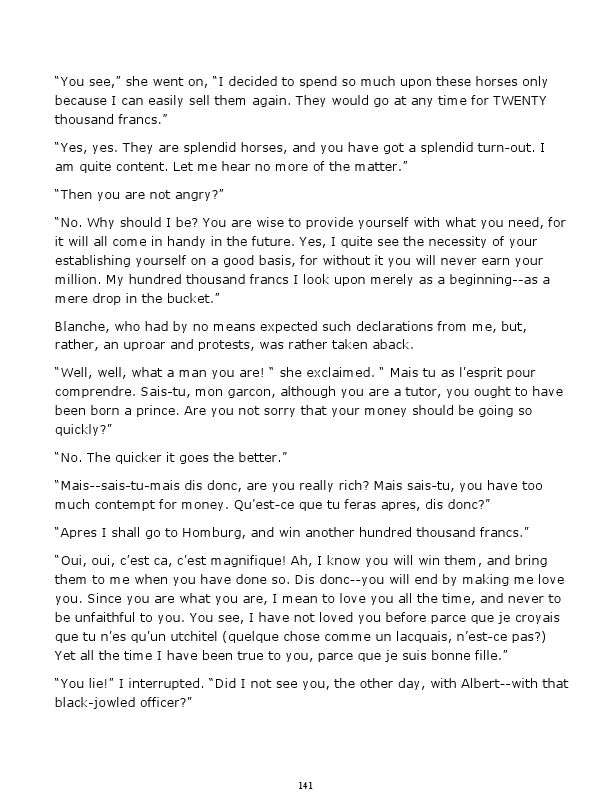 “You see,” she went on, “I decided to spend so much upon these horses only
because I can easily sell them again. They would go at any time for TWENTY
thousand francs.”
“Yes, yes. They are splendid horses, and you have got a splendid turn-out. I
am quite content. Let me hear no more of the matter.”
“Then you are not angry?”
“No. Why should I be? You are wise to provide yourself with what you need, for
it will all come in handy in the future. Yes, I quite see the necessity of your
establishing yourself on a good basis, for without it you will never earn your
million. My hundred thousand francs I look upon merely as a beginning--as a
mere drop in the bucket.”
Blanche, who had by no means expected such declarations from me, but,
rather, an uproar and protests, was rather taken aback.
“Well, well, what a man you are! “ she exclaimed. “ Mais tu as l’esprit pour
comprendre. Sais-tu, mon garcon, although you are a tutor, you ought to have
been born a prince. Are you not sorry that your money should be going so
quickly?”
“No. The quicker it goes the better.”
“Mais--sais-tu-mais dis donc, are you really rich? Mais sais-tu, you have too
much contempt for money. Qu’est-ce que tu feras apres, dis donc?”
“Apres I shall go to Homburg, and win another hundred thousand francs.”
“Oui, oui, c’est ca, c’est magnifique! Ah, I know you will win them, and bring
them to me when you have done so. Dis donc--you will end by making me love
you. Since you are what you are, I mean to love you all the time, and never to
be unfaithful to you. You see, I have not loved you before parce que je croyais
que tu n’es qu’un utchitel (quelque chose comme un lacquais, n’est-ce pas?)
Yet all the time I have been true to you, parce que je suis bonne fille.”
“You lie!” I interrupted. “Did I not see you, the other day, with Albert--with that
black-jowled officer?”
141